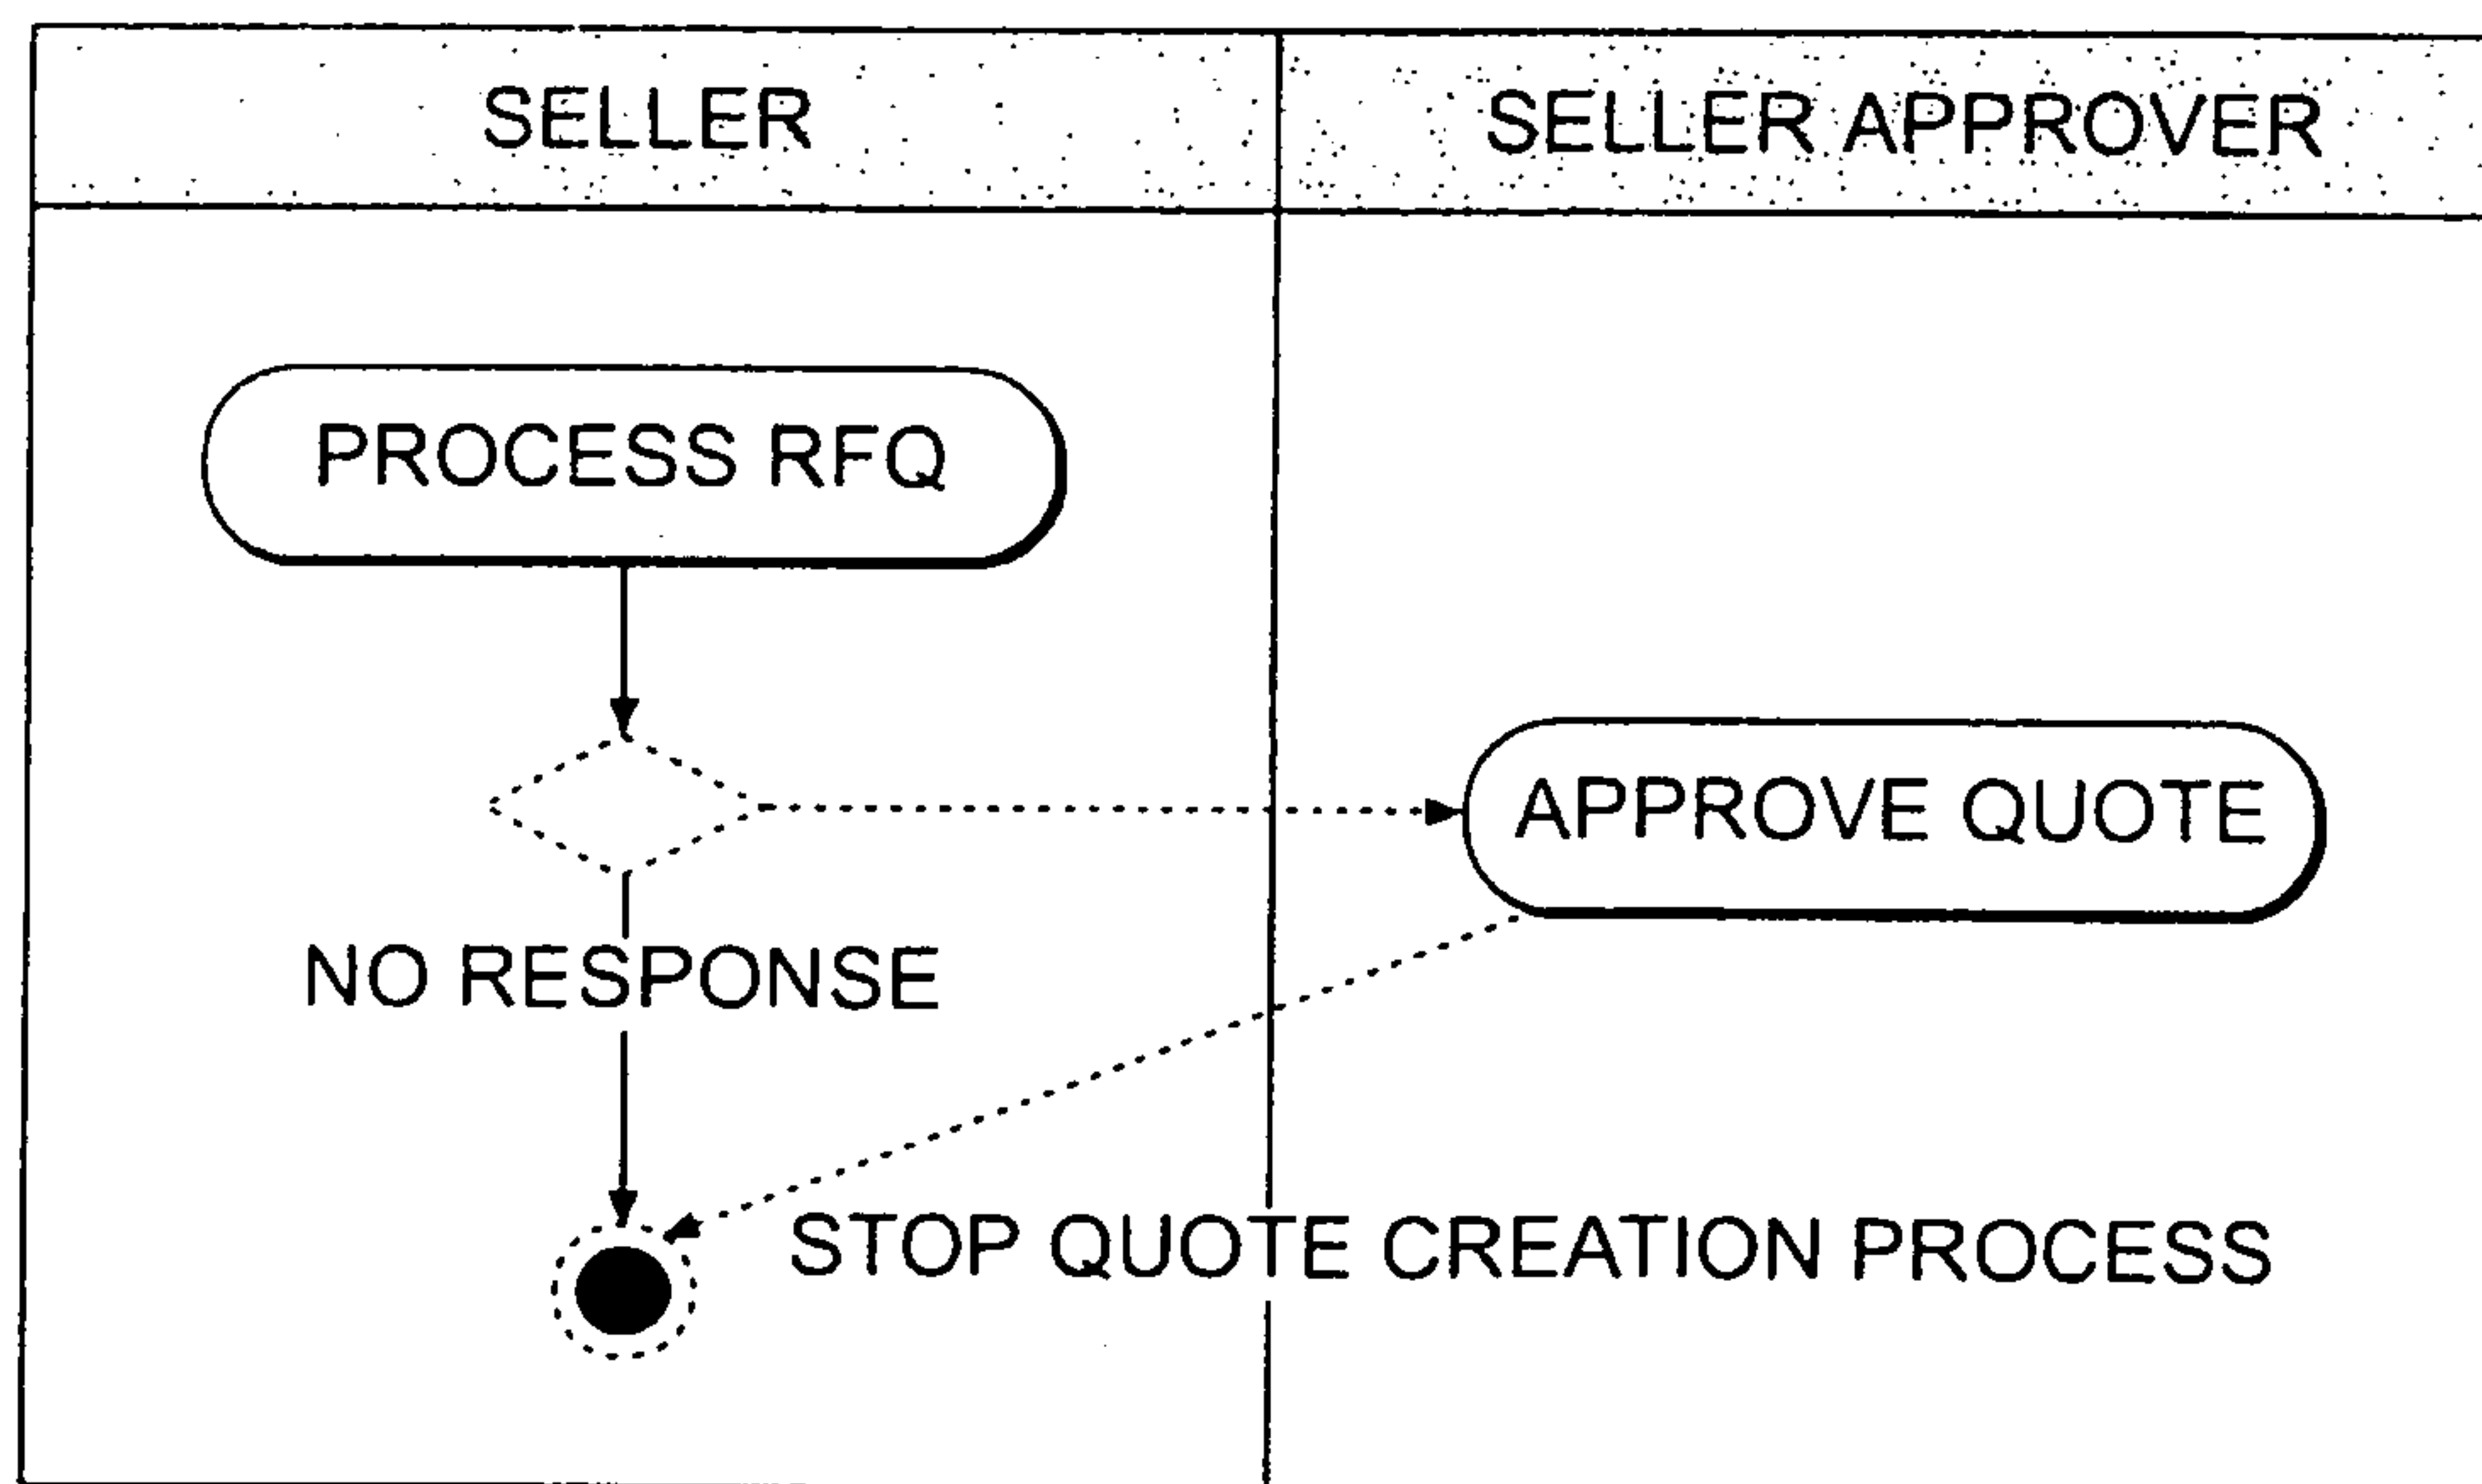 SELLER
SELLER APPROVER
PROCESS RFQ
APPROVE QUOTE
NO RESPONSE
STOP QUOTE CREATION PROCESS